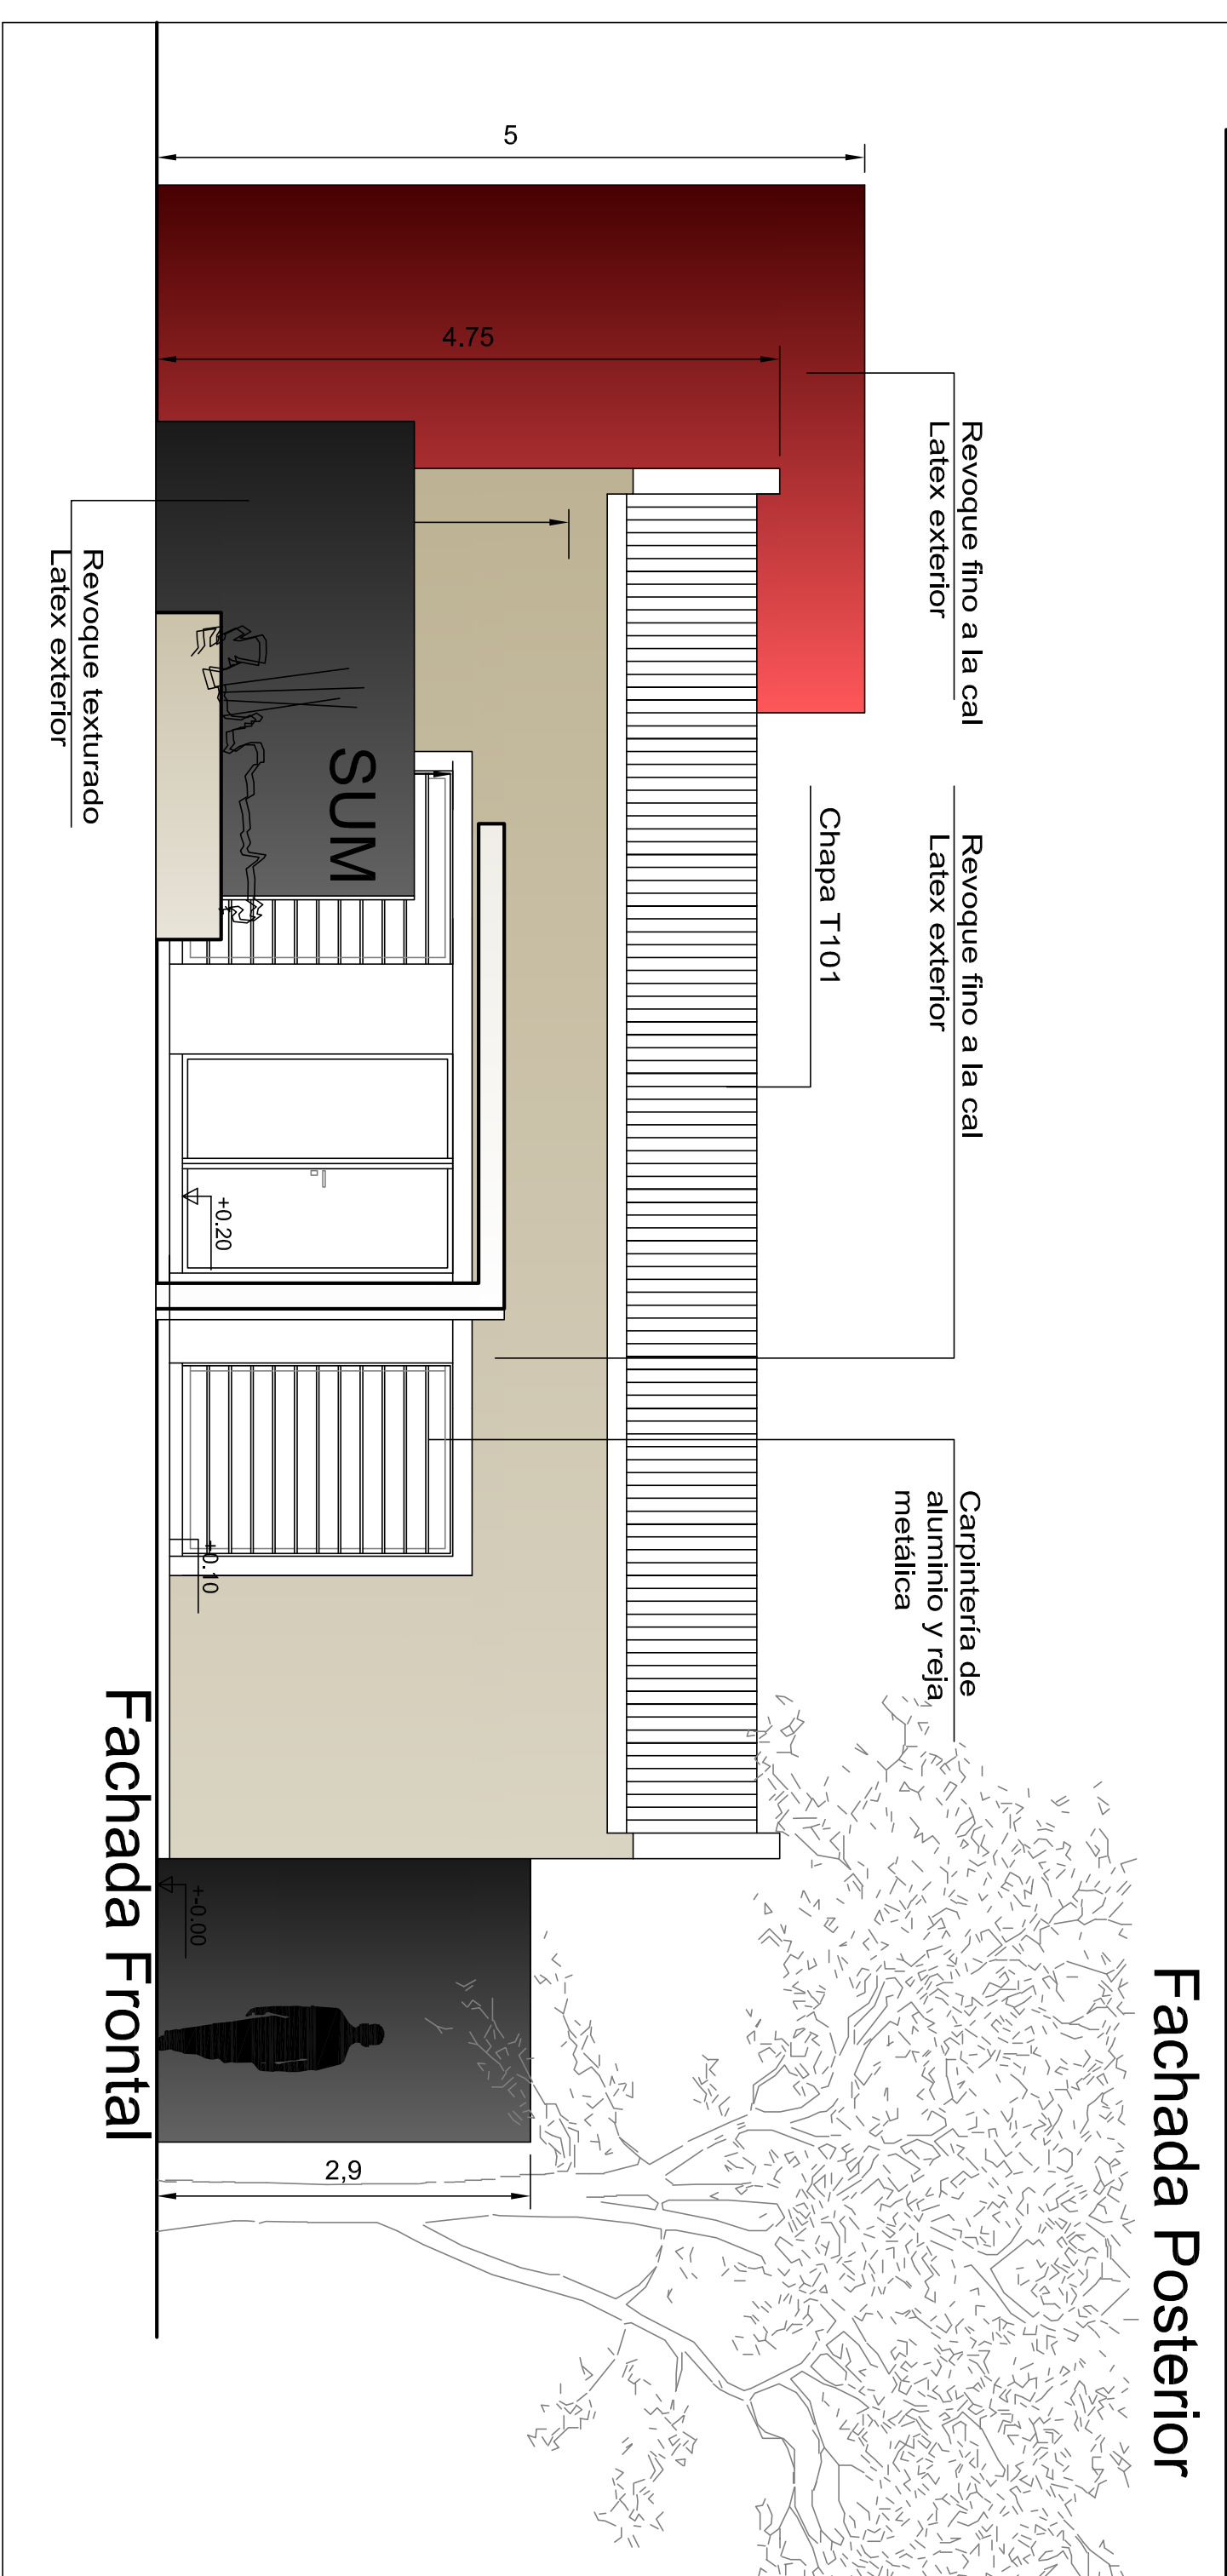 Fachada Posterior
Revoque fino a la cal
Latex exterior
Revoque fino a la cal
Latex exterior
Carpintería de
aluminio y reja
metálica
Chapa T101
5
4.75
SUM
+0.20
+0.10
+-0.00
2,9
Revoque texturado
Latex exterior
Fachada Frontal